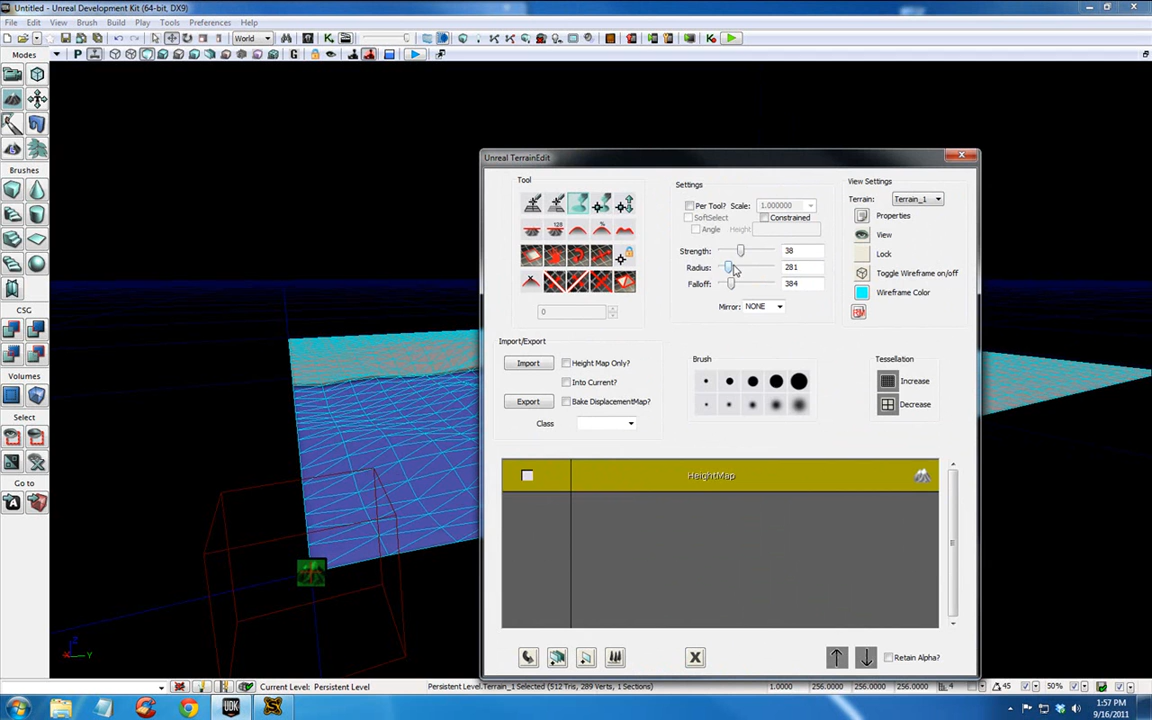 Untitled - Unreal Development Kit (64-bit, DX9)
File Edit View Brush Build Play Tools Preferences Help
World
Modes
P
G
Brushes
CSG
Volumes
Select
Go to
Unreal TerrainEdit
Tool
Settings
View Settings
Per Tool? Scale: 1.000000
Terrain: Terrain_1
SoftSelect Constrained
Properties
Angle Height
View
Strength: 38
Lock
Radius: 281
Toggle Wireframe on/off
Falloff: 384
Wireframe Color
Mirror: NONE
0
Import/Export
Import Height Map Only?
Into Current?
Export Bake DisplacementMap?
Class
Brush
Tessellation
Increase
Decrease
HeightMap
X
Retain Alpha?
Current Level: Persistent Level
Persistent Level.Terrain_1 Selected (512 Tris, 289 Verts, 1 Sections)
1.0000 256.0000 256.0000 256.0000 4 45 50%
1:57 PM
9/16/2011